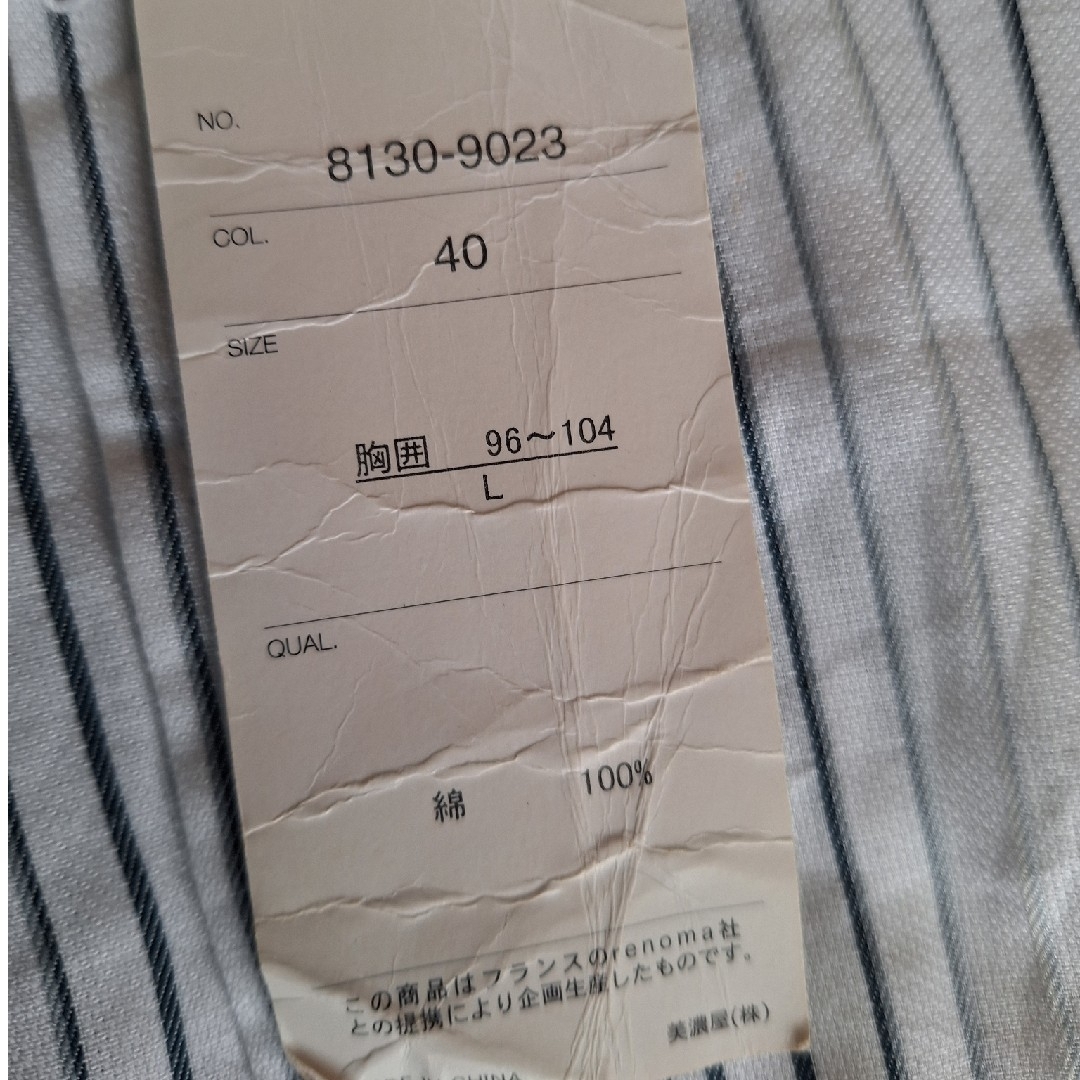 NO.
8130-9023
COL.
40
SIZE
胸囲 96～104
L
QUAL.
綿 100%
この商品はフランスのrenoma社
との提携により企画生産したものです。
美濃屋(株)
CHINA